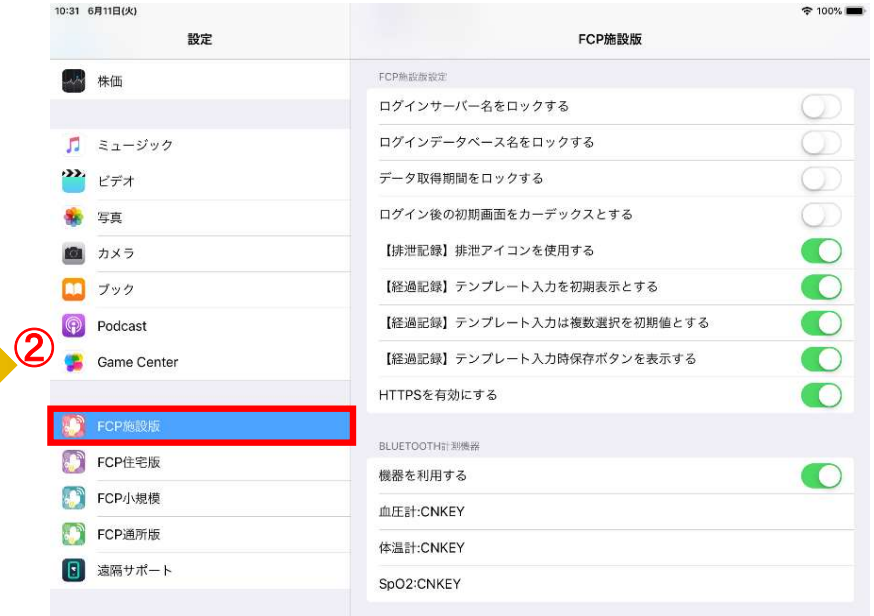 10:31 6月11日(火)
100%
設定
FCP施設版
株価
ミュージック
ビデオ
写真
カメラ
ブック
Podcast
②
Game Center
FCP施設版
FCP住宅版
FCP小規模
FCP通所版
遠隔サポート
FCP施設版設定
ログインサーバー名をロックする
ログインデータベース名をロックする
データ取得期間をロックする
ログイン後の初期画面をカーデックスとする
【排泄記録】排泄アイコンを使用する
【経過記録】テンプレート入力を初期表示とする
【経過記録】テンプレート入力は複数選択を初期値とする
【経過記録】テンプレート入力時保存ボタンを表示する
HTTPSを有効にする
BLUETOOTH計測機器
機器を利用する
血圧計:CNKEY
体温計:CNKEY
SpO2:CNKEY